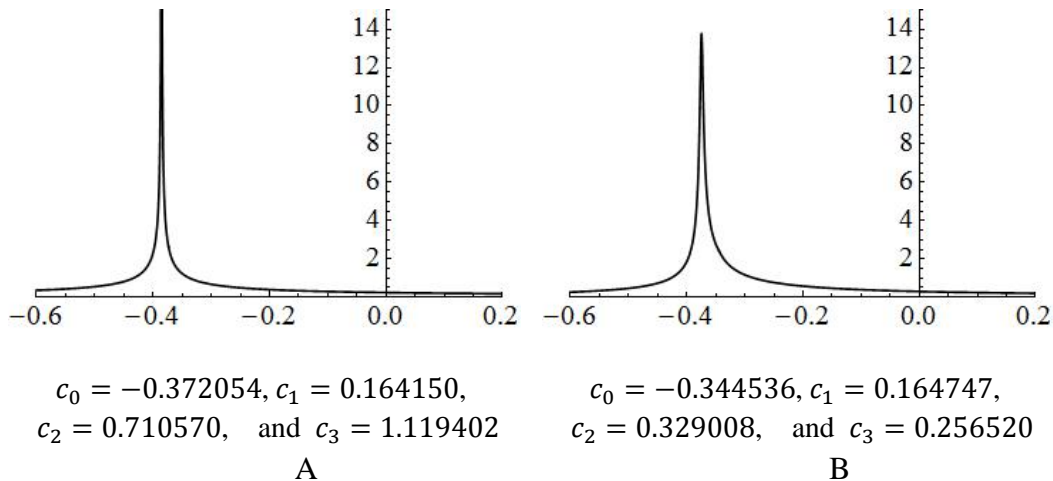 14
12
10
8
6
4
2
−0.6 −0.4 −0.2 0.0 0.2
c₀ = −0.372054, c₁ = 0.164150,
c₂ = 0.710570, and c₃ = 1.119402
A
14
12
10
8
6
4
2
−0.6 −0.4 −0.2 0.0 0.2
c₀ = −0.344536, c₁ = 0.164747,
c₂ = 0.329008, and c₃ = 0.256520
B